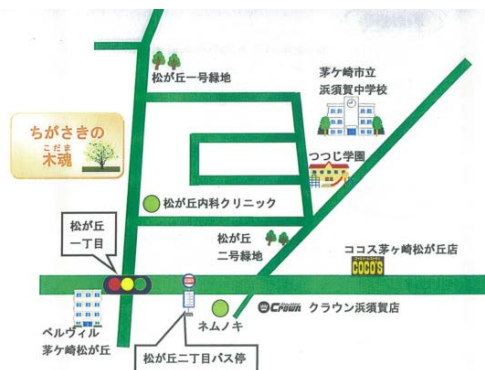 松が丘一号緑地
茅ケ崎市立
浜須賀中学校
ちがさきの
こだま
木魂
つつじ学園
松が丘内科クリニック
松が丘
一丁目
松が丘
二号緑地
ココス茅ヶ崎松が丘店
COCO'S
Crown クラウン浜須賀店
ネムノキ
ベルヴィル
茅ケ崎松が丘
松が丘二丁目バス停